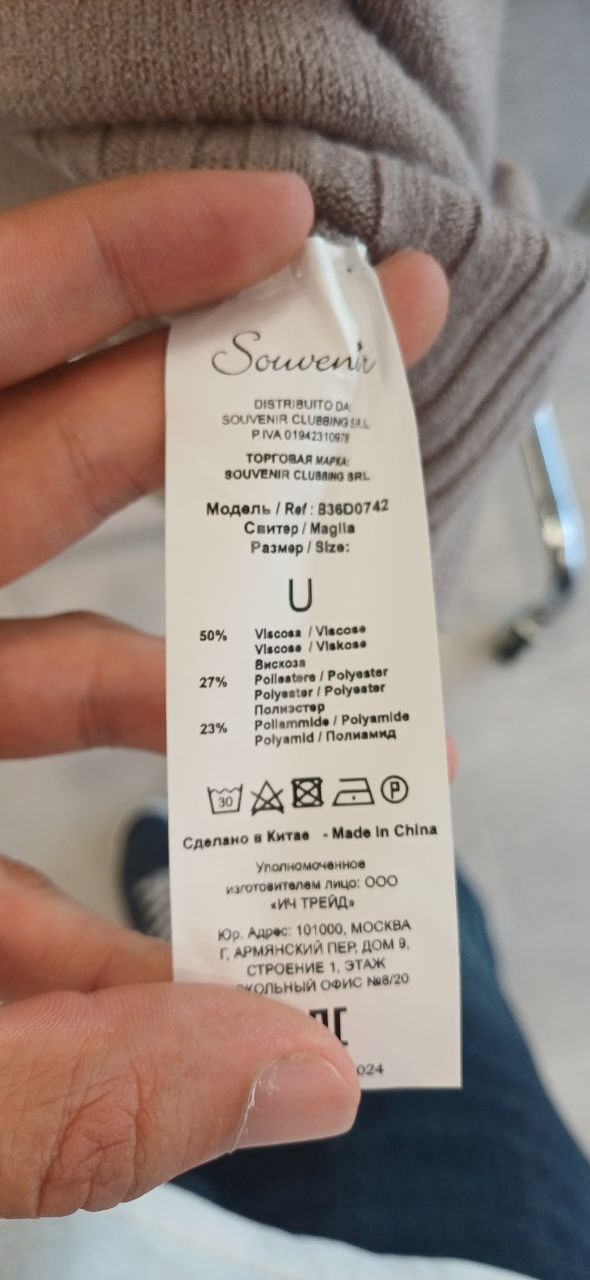 Souvenir
DISTRIBUITO DA:
SOUVENIR CLUBBING S.R.L
P.IVA 01942310978
ТОРГОВАЯ МАРКА:
SOUVENIR CLUBBING SRL
Модель / Ref : B36D0742
Свитер / Maglia
Размер / Size:
U
50% Viscosa / Viscose
Viscose / Viskose
Вискоза
27% Poliestere / Polyester
Polyester / Polyester
Полиэстер
23% Poliammide / Polyamide
Polyamid / Полиамид
30 P
Сделано в Китае - Made in China
Уполномоченное
изготовителем лицо: ООО
«ИЧ ТРЕЙД»
Юр. Адрес: 101000, МОСКВА
Г, АРМЯНСКИЙ ПЕР, ДОМ 9,
СТРОЕНИЕ 1, ЭТАЖ
ОФИС №8/20